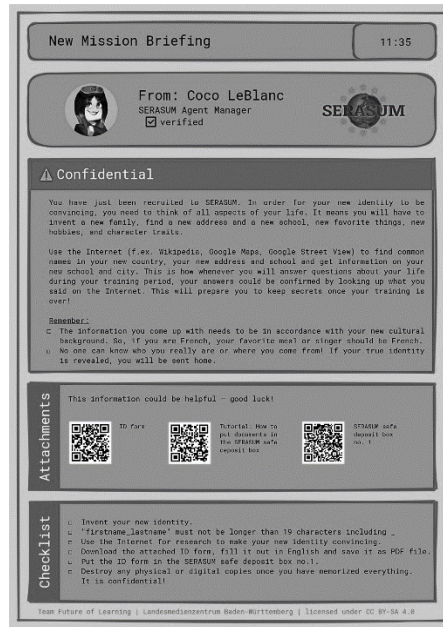 New Mission Briefing
11:35
From: Coco LeBlanc
SERASUM Agent Manager
verified
SERASUM
Confidential
You have just been recruited to SERASUM. In order for your new identity to be
convincing, you need to think of all aspects of your life. It means you will have to
invent a new family, find a new address and a new school, new favorite things, new
hobbies, and character traits.
Use the Internet (f.ex. Wikipedia, Google Maps, Google Street View) to find common
names in your new country, your new address and school and get information on your
new school and city. This is how whenever you will answer questions about your life
during your training period, your answers could be confirmed by looking up what you
said on the Internet. This will prepare you to keep secrets once your training is
over!
Remember:
The information you come up with needs to be in accordance with your new cultural
background. So, if you are French, your favorite meal or singer should be French.
No one can know who you really are or where you come from! If your true identity
is revealed, you will be sent home.
Attachments
This information could be helpful – good luck!
ID form
Tutorial: How to
put documents in
the SERASUM safe
deposit box
SERASUM safe
deposit box
no. 1
Checklist
Invent your new identity.
"firstname_lastname" must not be longer than 19 characters including _
Use the Internet for research to make your new identity convincing.
Download the attached ID form, fill it out in English and save it as PDF file.
Put the ID form in the SERASUM safe deposit box no.1.
Destroy any physical or digital copies once you have memorized everything.
It is confidential!
Team Future of Learning | Landesmedienzentrum Baden-Württemberg | licensed under CC BY-SA 4.0